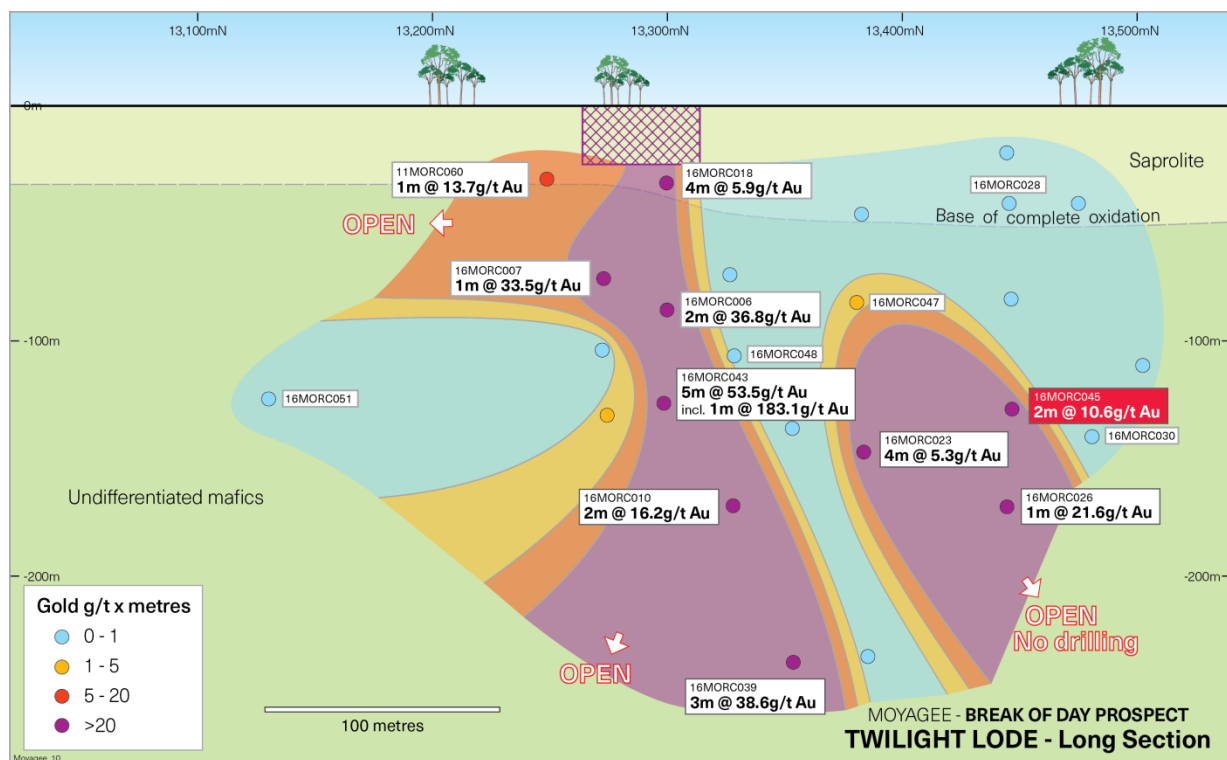 13,100mN
13,200mN
13,300mN
13,400mN
13,500mN
0m
Saprolite
11MORC060
1m @ 13.7g/t Au
16MORC018
4m @ 5.9g/t Au
16MORC028
Base of complete oxidation
OPEN
16MORC007
1m @ 33.5g/t Au
16MORC006
2m @ 36.8g/t Au
16MORC047
-100m
-100m
16MORC048
16MORC051
16MORC043
5m @ 53.5g/t Au
incl. 1m @ 183.1g/t Au
16MORC045
2m @ 10.6g/t Au
16MORC030
16MORC023
4m @ 5.3g/t Au
Undifferentiated mafics
16MORC010
2m @ 16.2g/t Au
16MORC026
1m @ 21.6g/t Au
-200m
-200m
Gold g/t x metres
0 - 1
1 - 5
5 - 20
>20
OPEN
No drilling
OPEN
16MORC039
3m @ 38.6g/t Au
100 metres
MOYAGEE - BREAK OF DAY PROSPECT
TWILIGHT LODE - Long Section
Moyagee_10